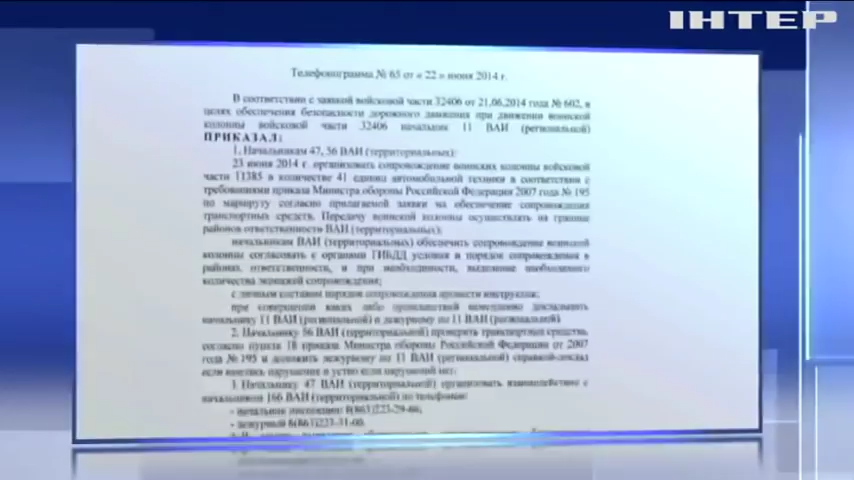 ІНТЕР
Телефонограмма № 65 от « 22 » июня 2014 г.
В соответствии с заявкой войсковой части 32406 от 21.06.2014 года № 602, в
целях обеспечения безопасности дорожного движения при движении воинской
колонны войсковой части 32406 начальник 11 ВАИ (региональной)
ПРИКАЗАЛ:
1. Начальникам 47, 56 ВАИ (территориальных):
23 июня 2014 г. организовать сопровождение воинских колонны войсковой
части 11385 в количестве 41 единиц автомобильной техники в соответствии с
требованиями приказа Министра обороны Российской Федерации 2007 года № 195
по маршруту согласно прилагаемой заявки на обеспечение сопровождения
транспортных средств. Передачу воинской колонны осуществлять на границе
районов ответственности ВАИ (территориальных);
начальникам ВАИ (территориальных) обеспечить сопровождение воинской
колонны согласовать с органами ГИБДД условия и порядок сопровождения в
районах, ответственности, и при необходимости, выделение необходимого
количества экипажей сопровождения;
с личным составом порядок сопровождения провести инструктаж;
при совершении каких либо происшествий немедленно докладывать
начальнику 11 ВАИ (региональной) и дежурному по 11 ВАИ (региональной)
2. Начальнику 56 ВАИ (территориальной) проверить транспортные средства,
согласно пункта 18 приказа Министра обороны Российской Федерации от 2007
года № 195 и доложить дежурному по 11 ВАИ (региональной) справкой-доклад
если имелись нарушения и устно если нарушений нет;
3. Начальнику 47 ВАИ (территориальной) организовать взаимодействие с
начальником 166 ВАИ (территориальной) по телефонам:
- начальник инспекции: 8(863)223-29-66;
- дежурный 8(863)223-31-00.